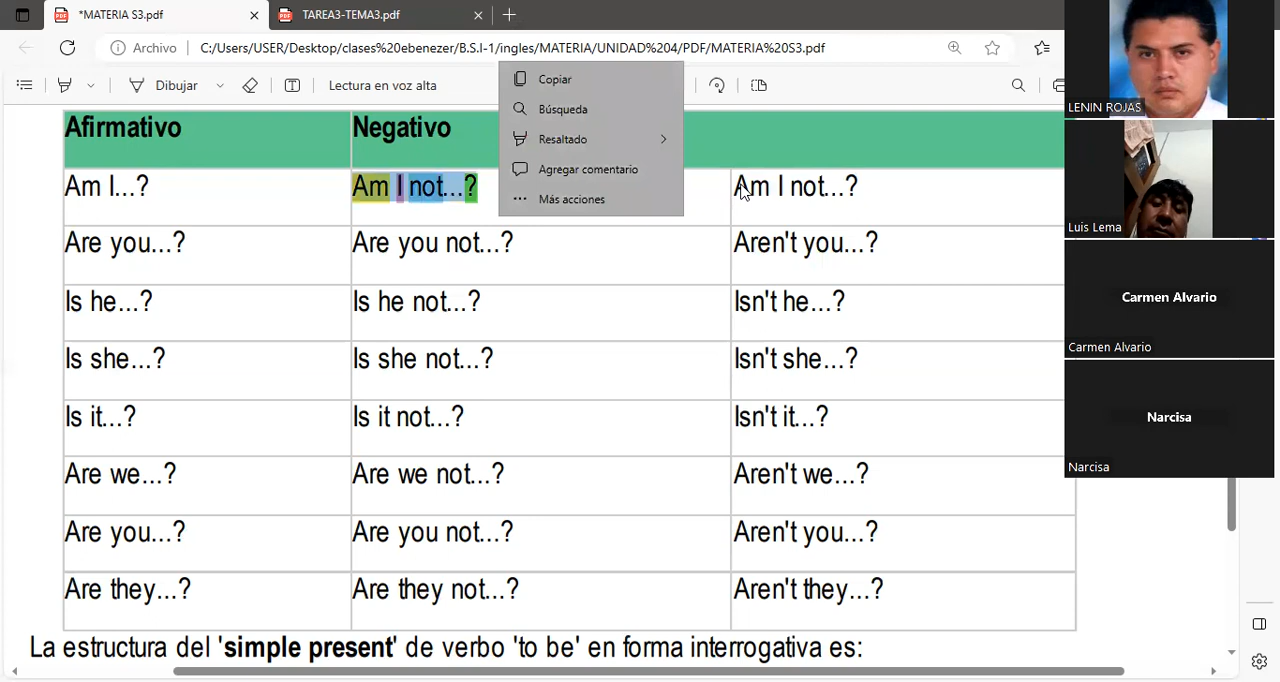 *MATERIA S3.pdf
TAREA3-TEMA3.pdf
Archivo
C:/Users/USER/Desktop/clases%20ebenezer/B.S.I-1/ingles/MATERIA/UNIDAD%204/PDF/MATERIA%20S3.pdf
Dibujar
Lectura en voz alta
Copiar
Búsqueda
Resaltado
Agregar comentario
Más acciones
Afirmativo Negativo
Am I...? Am I not...? Am I not...?
Are you...? Are you not...? Aren't you...?
Is he...? Is he not...? Isn't he...?
Is she...? Is she not...? Isn't she...?
Is it...? Is it not...? Isn't it...?
Are we...? Are we not...? Aren't we...?
Are you...? Are you not...? Aren't you...?
Are they...? Are they not...? Aren't they...?
La estructura del 'simple present' de verbo 'to be' en forma interrogativa es:
LENIN ROJAS
Luis Lema
Carmen Alvario
Carmen Alvario
Narcisa
Narcisa